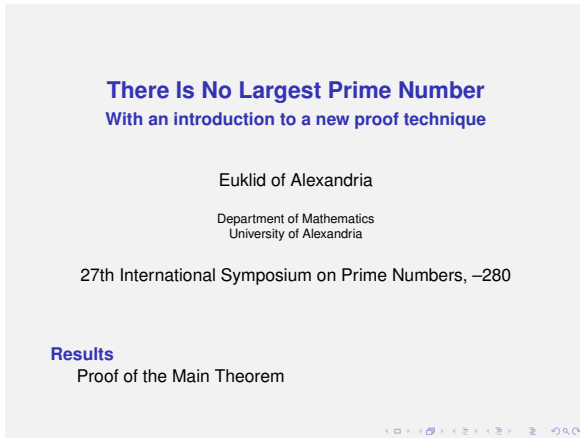 There Is No Largest Prime Number
With an introduction to a new proof technique
Euklid of Alexandria
Department of Mathematics
University of Alexandria
27th International Symposium on Prime Numbers, –280
Results
Proof of the Main Theorem